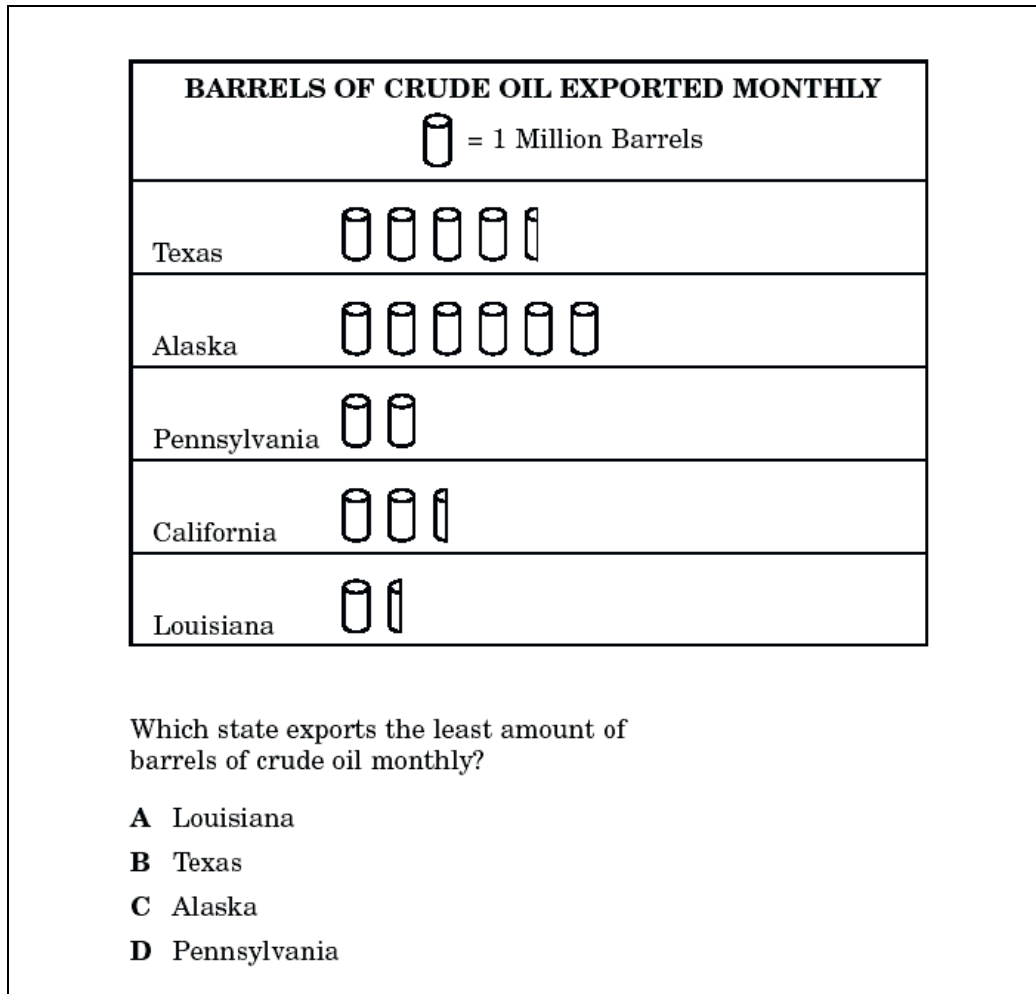 BARRELS OF CRUDE OIL EXPORTED MONTHLY
= 1 Million Barrels
Texas
Alaska
Pennsylvania
California
Louisiana
Which state exports the least amount of
barrels of crude oil monthly?
A Louisiana
B Texas
C Alaska
D Pennsylvania